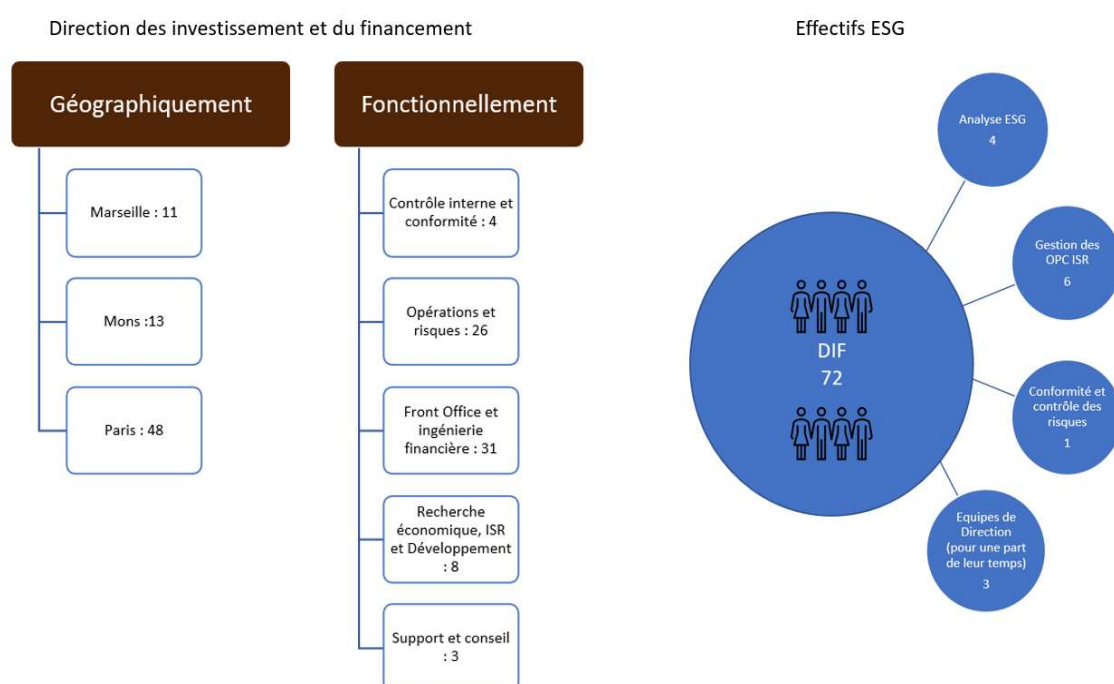 Direction des investissement et du financement
Géographiquement
Marseille : 11
Mons :13
Paris : 48
Fonctionnellement
Contrôle interne et
conformité : 4
Opérations et
risques : 26
Front Office et
ingénierie
financière : 31
Recherche
économique, ISR
et Développement
: 8
Support et conseil
: 3
Effectifs ESG
DIF
72
Analyse ESG
4
Gestion des
OPC ISR
6
Conformité et
contrôle des
risques
1
Equipes de
Direction
(pour une part
de leur temps)
3